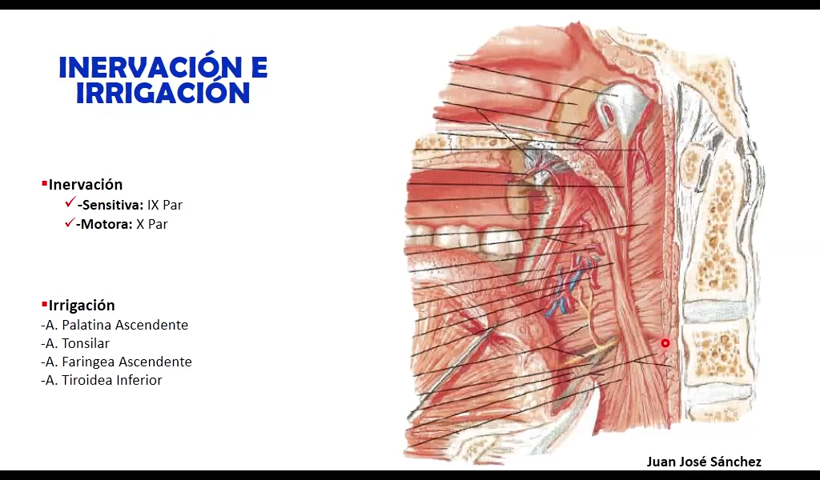 INERVACIÓN E
IRRIGACIÓN
Inervación
-Sensitiva: IX Par
-Motora: X Par
Irrigación
-A. Palatina Ascendente
-A. Tonsilar
-A. Faringea Ascendente
-A. Tiroidea Inferior
Juan José Sánchez